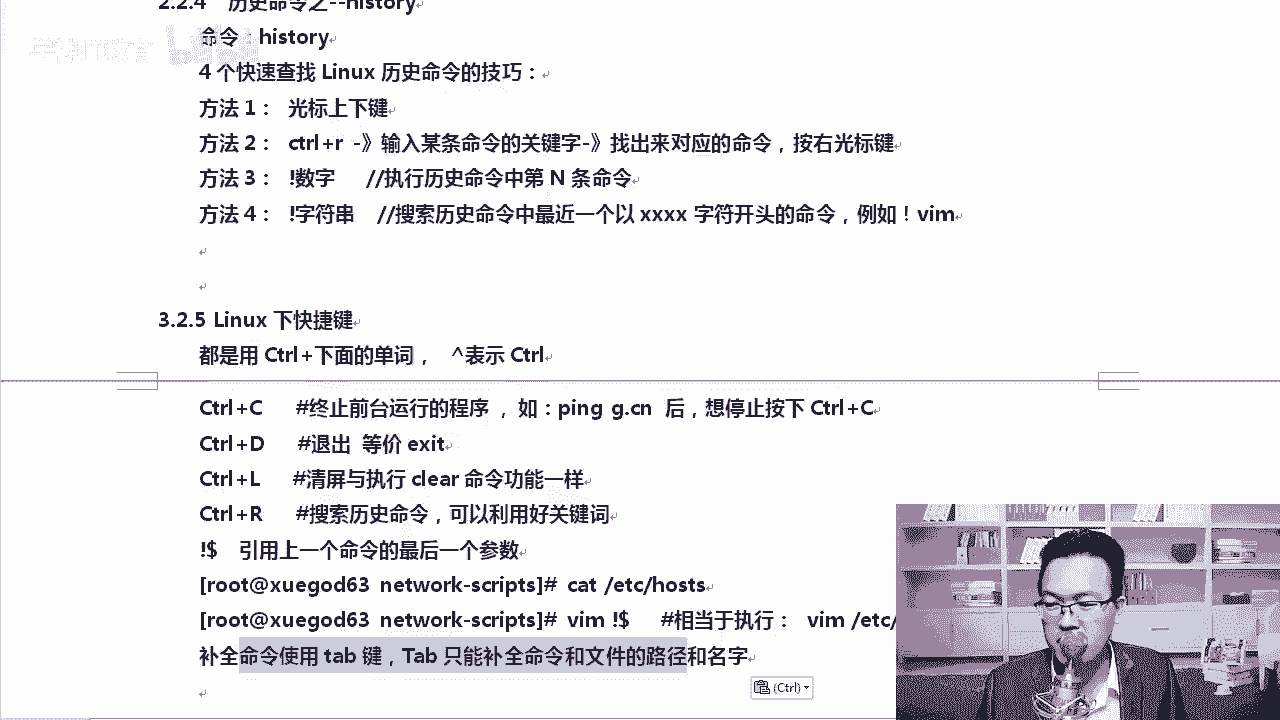 2.2.4 历史命令之--history
命令：history
4 个快速查找 Linux 历史命令的技巧：
方法 1： 光标上下键
方法 2： ctrl+r -》输入某条命令的关键字-》找出来对应的命令，按右光标键
方法 3： !数字 //执行历史命令中第 N 条命令
方法 4： !字符串 //搜索历史命令中最近一个以 xxxx 字符开头的命令，例如！vim
3.2.5 Linux 下快捷键
都是用 Ctrl+下面的单词， ^表示 Ctrl
Ctrl+C #终止前台运行的程序 ，如：ping g.cn 后，想停止按下 Ctrl+C
Ctrl+D #退出 等价 exit
Ctrl+L #清屏与执行 clear 命令功能一样
Ctrl+R #搜索历史命令，可以利用好关键词
!$ 引用上一个命令的最后一个参数
[root@xuegod63 network-scripts]# cat /etc/hosts
[root@xuegod63 network-scripts]# vim !$ #相当于执行： vim /etc/
补全命令使用 tab 键，Tab 只能补全命令和文件的路径和名字
(Ctrl)